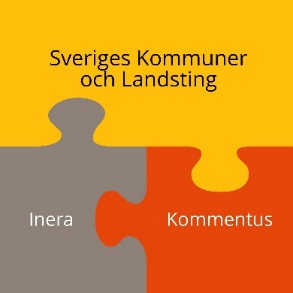 Sveriges Kommuner
och Landsting
Inera
Kommentus